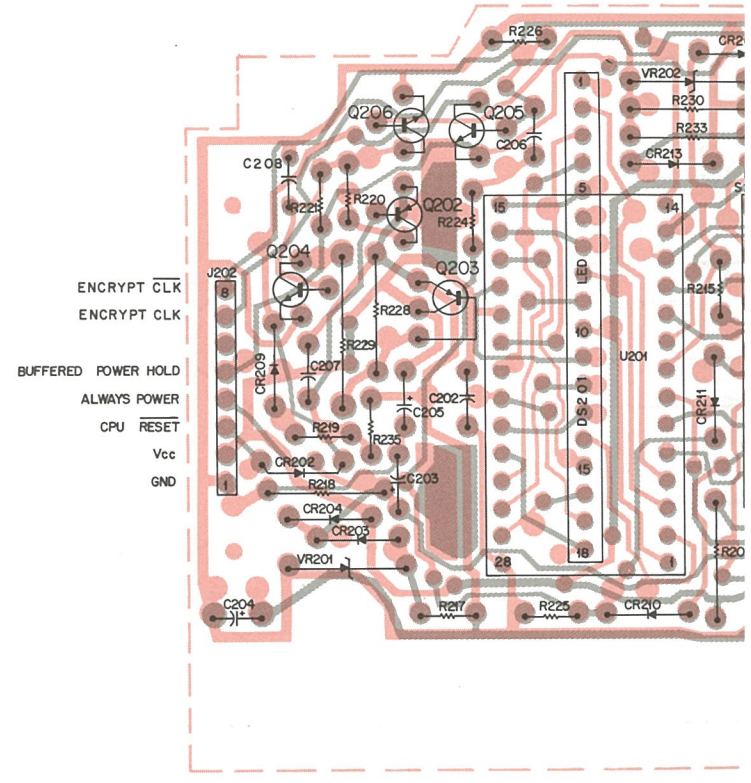 R226
CR20
VR202
1
Q206
Q205
R230
C206
R233
CR213
C208
R221
R220
Q202
5
R224
15
14
S
Q204
J202
Q203
LED
ENCRYPT C̅L̅K̅
8
R215
ENCRYPT CLK
R228
10
R229
U201
CR209
C207
BUFFERED POWER HOLD
ALWAYS POWER
C205
C202
DS201
CR211
CPU R̅E̅S̅E̅T̅
R219
R235
Vcc
CR202
15
GND
1
R218
C203
CR204
CR203
VR201
18
28
1
R20
C204
R217
R225
CR210